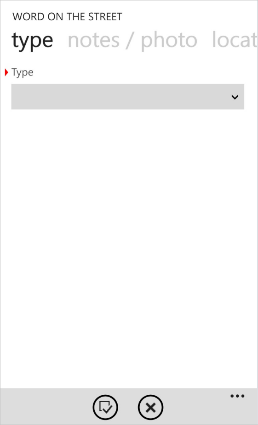 WORD ON THE STREET
type notes / photo locat
Type